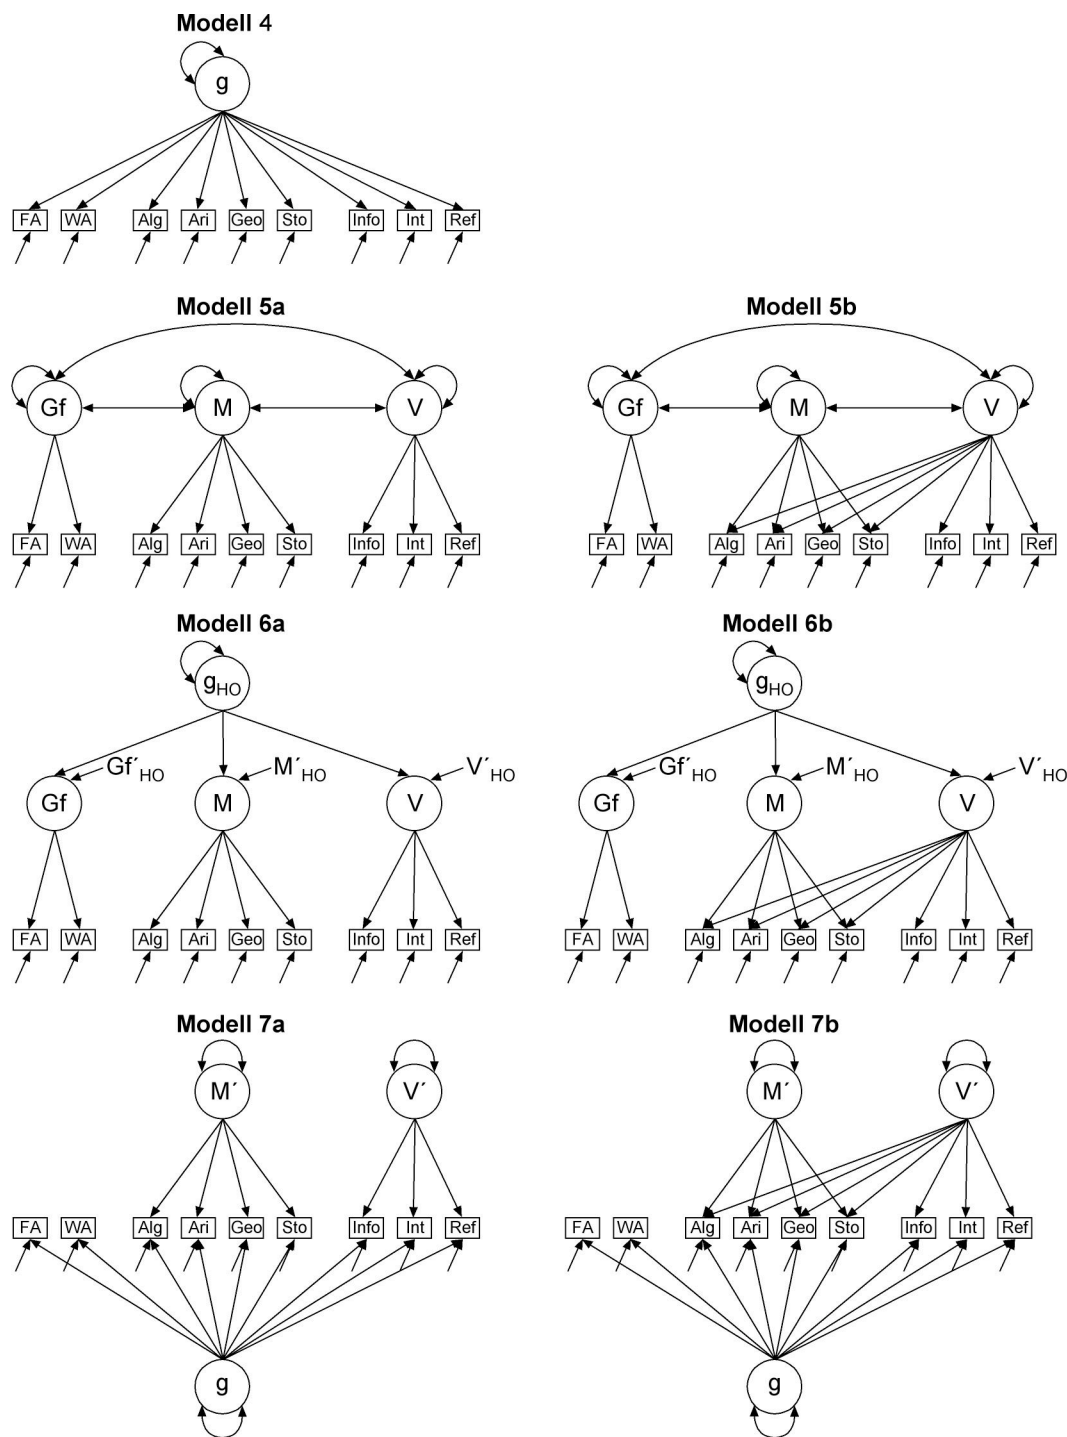 Modell 4
g
FA WA Alg Ari Geo Sto Info Int Ref
Modell 5a
Gf M V
FA WA Alg Ari Geo Sto Info Int Ref
Modell 5b
Gf M V
FA WA Alg Ari Geo Sto Info Int Ref
Modell 6a
gHO
Gf´HO M´HO V´HO
Gf M V
FA WA Alg Ari Geo Sto Info Int Ref
Modell 6b
gHO
Gf´HO M´HO V´HO
Gf M V
FA WA Alg Ari Geo Sto Info Int Ref
Modell 7a
M´ V´
FA WA Alg Ari Geo Sto Info Int Ref
g
Modell 7b
M´ V´
FA WA Alg Ari Geo Sto Info Int Ref
g